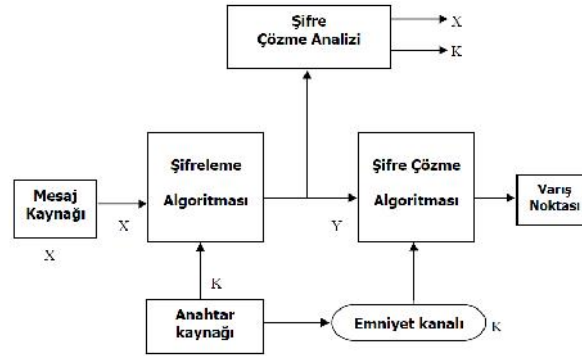 Şifre
Çözme Analizi
X
K
Şifreleme
Algoritması
Şifre Çözme
Algoritması
Mesaj
Kaynağı
Varış
Noktası
X
X
Y
K
Anahtar
kaynağı
Emniyet kanalı
K